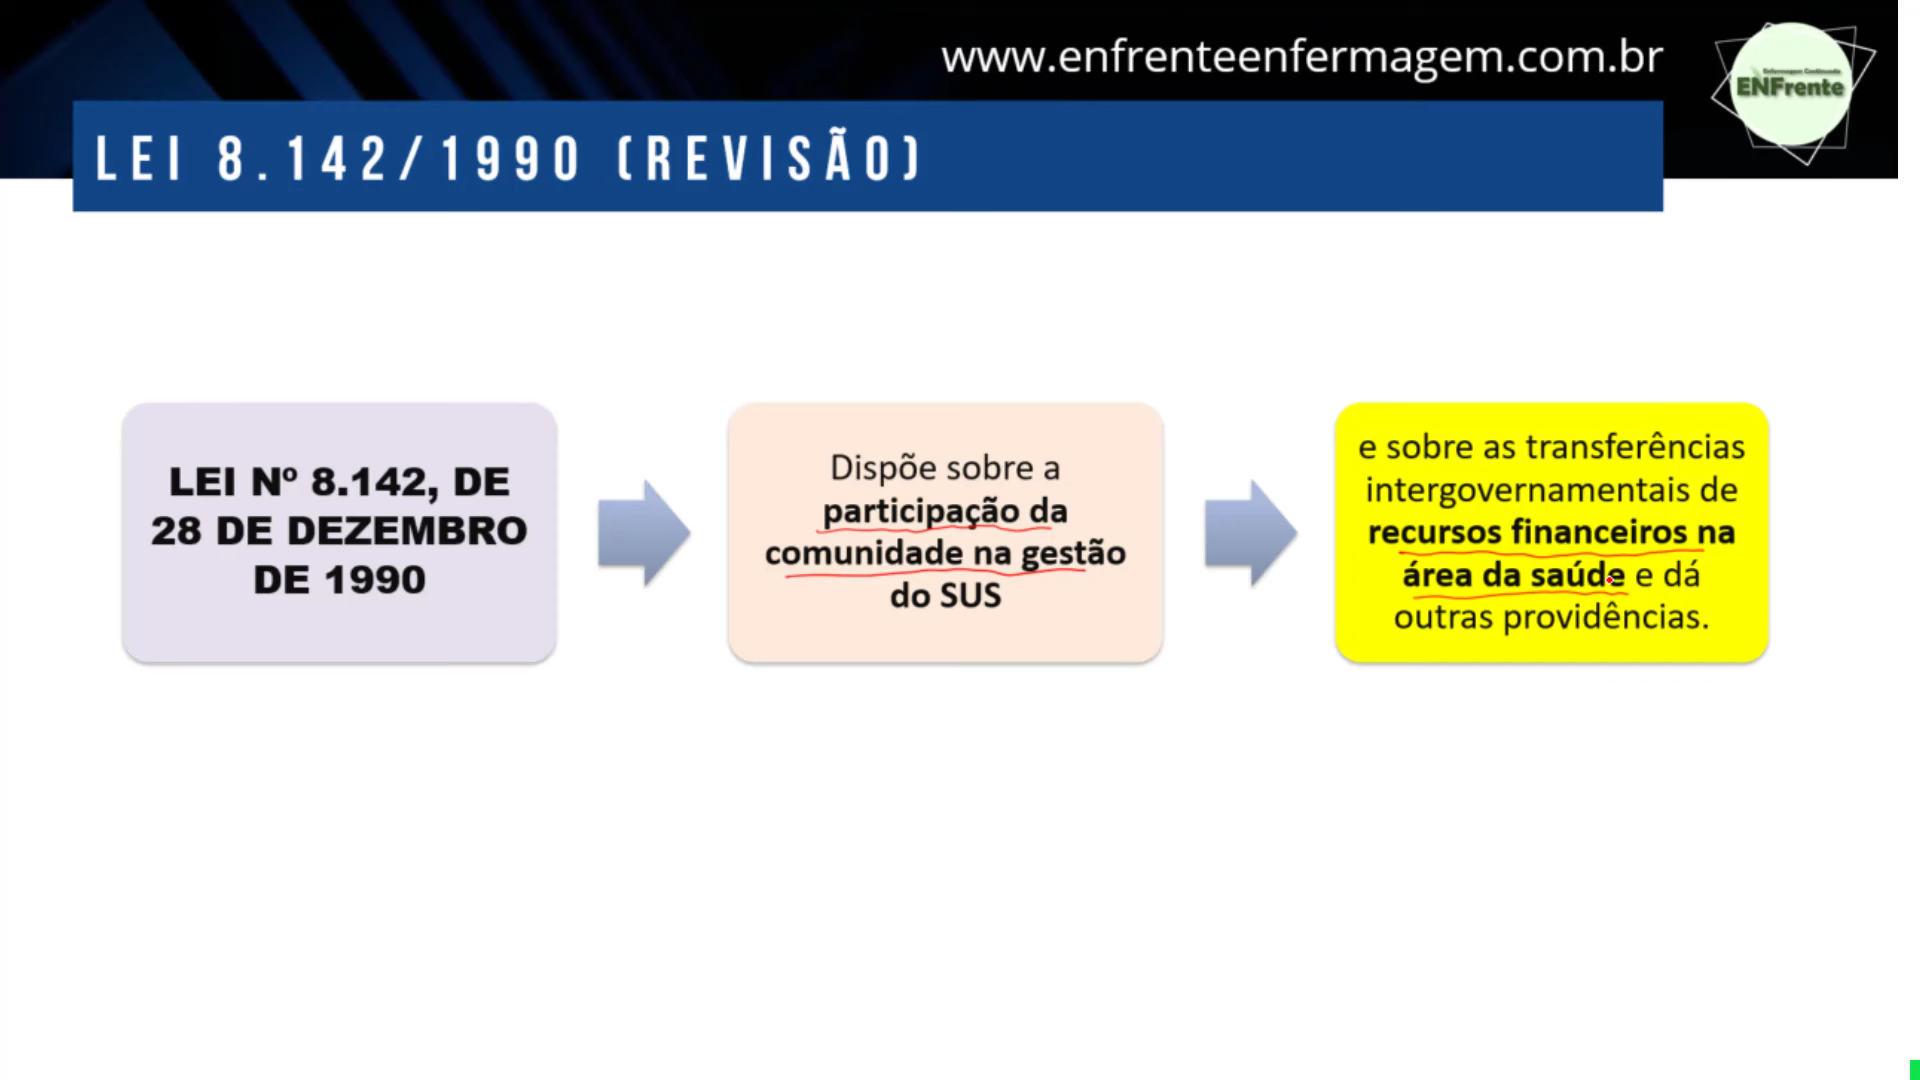 www.enfrenteenfermagem.com.br
Enfermagem Continuada
ENFrente
LEI 8.142/1990 (REVISÃO)
LEI Nº 8.142, DE
28 DE DEZEMBRO
DE 1990
Dispõe sobre a
participação da
comunidade na gestão
do SUS
e sobre as transferências
intergovernamentais de
recursos financeiros na
área da saúde e dá
outras providências.